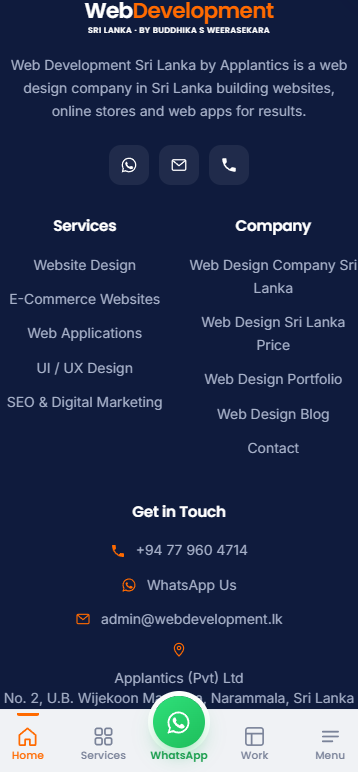 WebDevelopment
SRI LANKA · BY BUDDHIKA S WEERASEKARA
Web Development Sri Lanka by Applantics is a web
design company in Sri Lanka building websites,
online stores and web apps for results.
Services
Website Design
E-Commerce Websites
Web Applications
UI / UX Design
SEO & Digital Marketing
Company
Web Design Company Sri
Lanka
Web Design Sri Lanka
Price
Web Design Portfolio
Web Design Blog
Contact
Get in Touch
+94 77 960 4714
WhatsApp Us
admin@webdevelopment.lk
Applantics (Pvt) Ltd
No. 2, U.B. Wijekoon Narammala, Sri Lanka
Home
Services
WhatsApp
Work
Menu